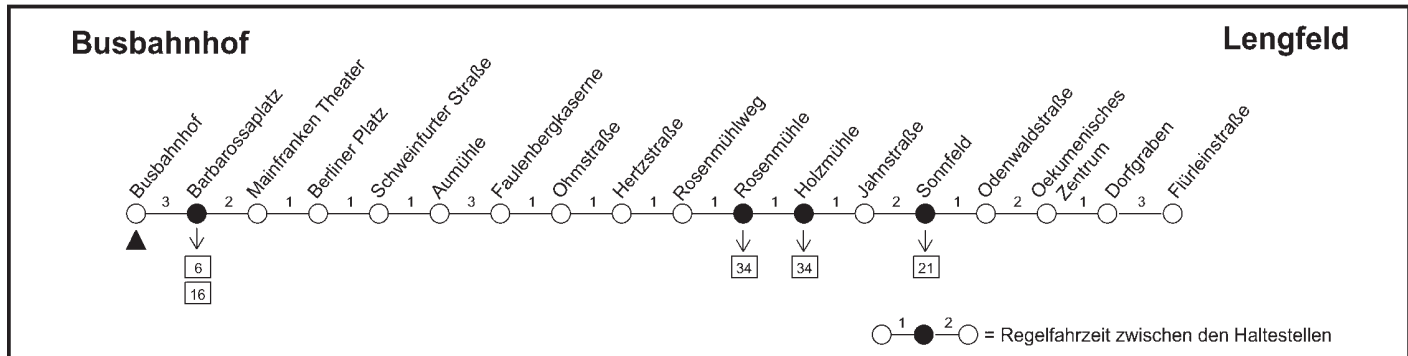 Busbahnhof
Lengfeld
Busbahnhof
Barbarossaplatz
Mainfranken Theater
Berliner Platz
Schweinfurter Straße
Aumühle
Faulenbergkaserne
Ohmstraße
Hertzstraße
Rosenmühlweg
Rosenmühle
Holzmühle
Jahnstraße
Sonnfeld
Odenwaldstraße
Oekumenisches
Zentrum
Dorfgraben
Flürleinstraße
3 2 1 1 1 3 1 1 1 1 1 1 2 1 2 1 3
6 34 34 21
16
1 2 = Regelfahrzeit zwischen den Haltestellen